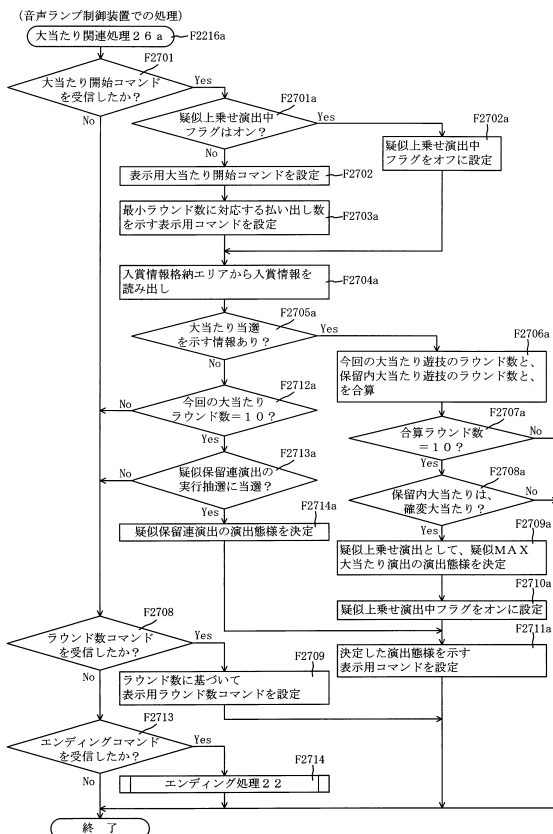 (音声ランプ制御装置での処理)
大当たり関連処理26a
F2216a
F2701
大当たり開始コマンド
を受信したか?
Yes
No
F2701a
疑似上乗せ演出中
フラグはオン?
Yes
No
F2702a
疑似上乗せ演出中
フラグをオフに設定
表示用大当たり開始コマンドを設定
F2702
最小ラウンド数に対応する払い出し数
を示す表示用コマンドを設定
F2703a
入賞情報格納エリアから入賞情報を
読み出し
F2704a
F2705a
大当たり当選
を示す情報あり?
Yes
No
F2706a
今回の大当たり遊技のラウンド数と、
保留内大当たり遊技のラウンド数と、
を合算
F2712a
今回の大当たり
ラウンド数=10?
No
Yes
F2707a
合算ラウンド数
=10?
No
Yes
F2713a
疑似保留連演出の
実行抽選に当選?
No
Yes
F2708a
保留内大当たりは、
確変大当たり?
No
Yes
F2714a
疑似保留連演出の演出態様を決定
F2709a
疑似上乗せ演出として、疑似MAX
大当たり演出の演出態様を決定
F2710a
疑似上乗せ演出中フラグをオンに設定
F2711a
決定した演出態様を示す
表示用コマンドを設定
F2708
ラウンド数コマンド
を受信したか?
Yes
No
F2709
ラウンド数に基づいて
表示用ラウンド数コマンドを設定
F2713
エンディングコマンド
を受信したか?
Yes
No
F2714
エンディング処理22
終 了